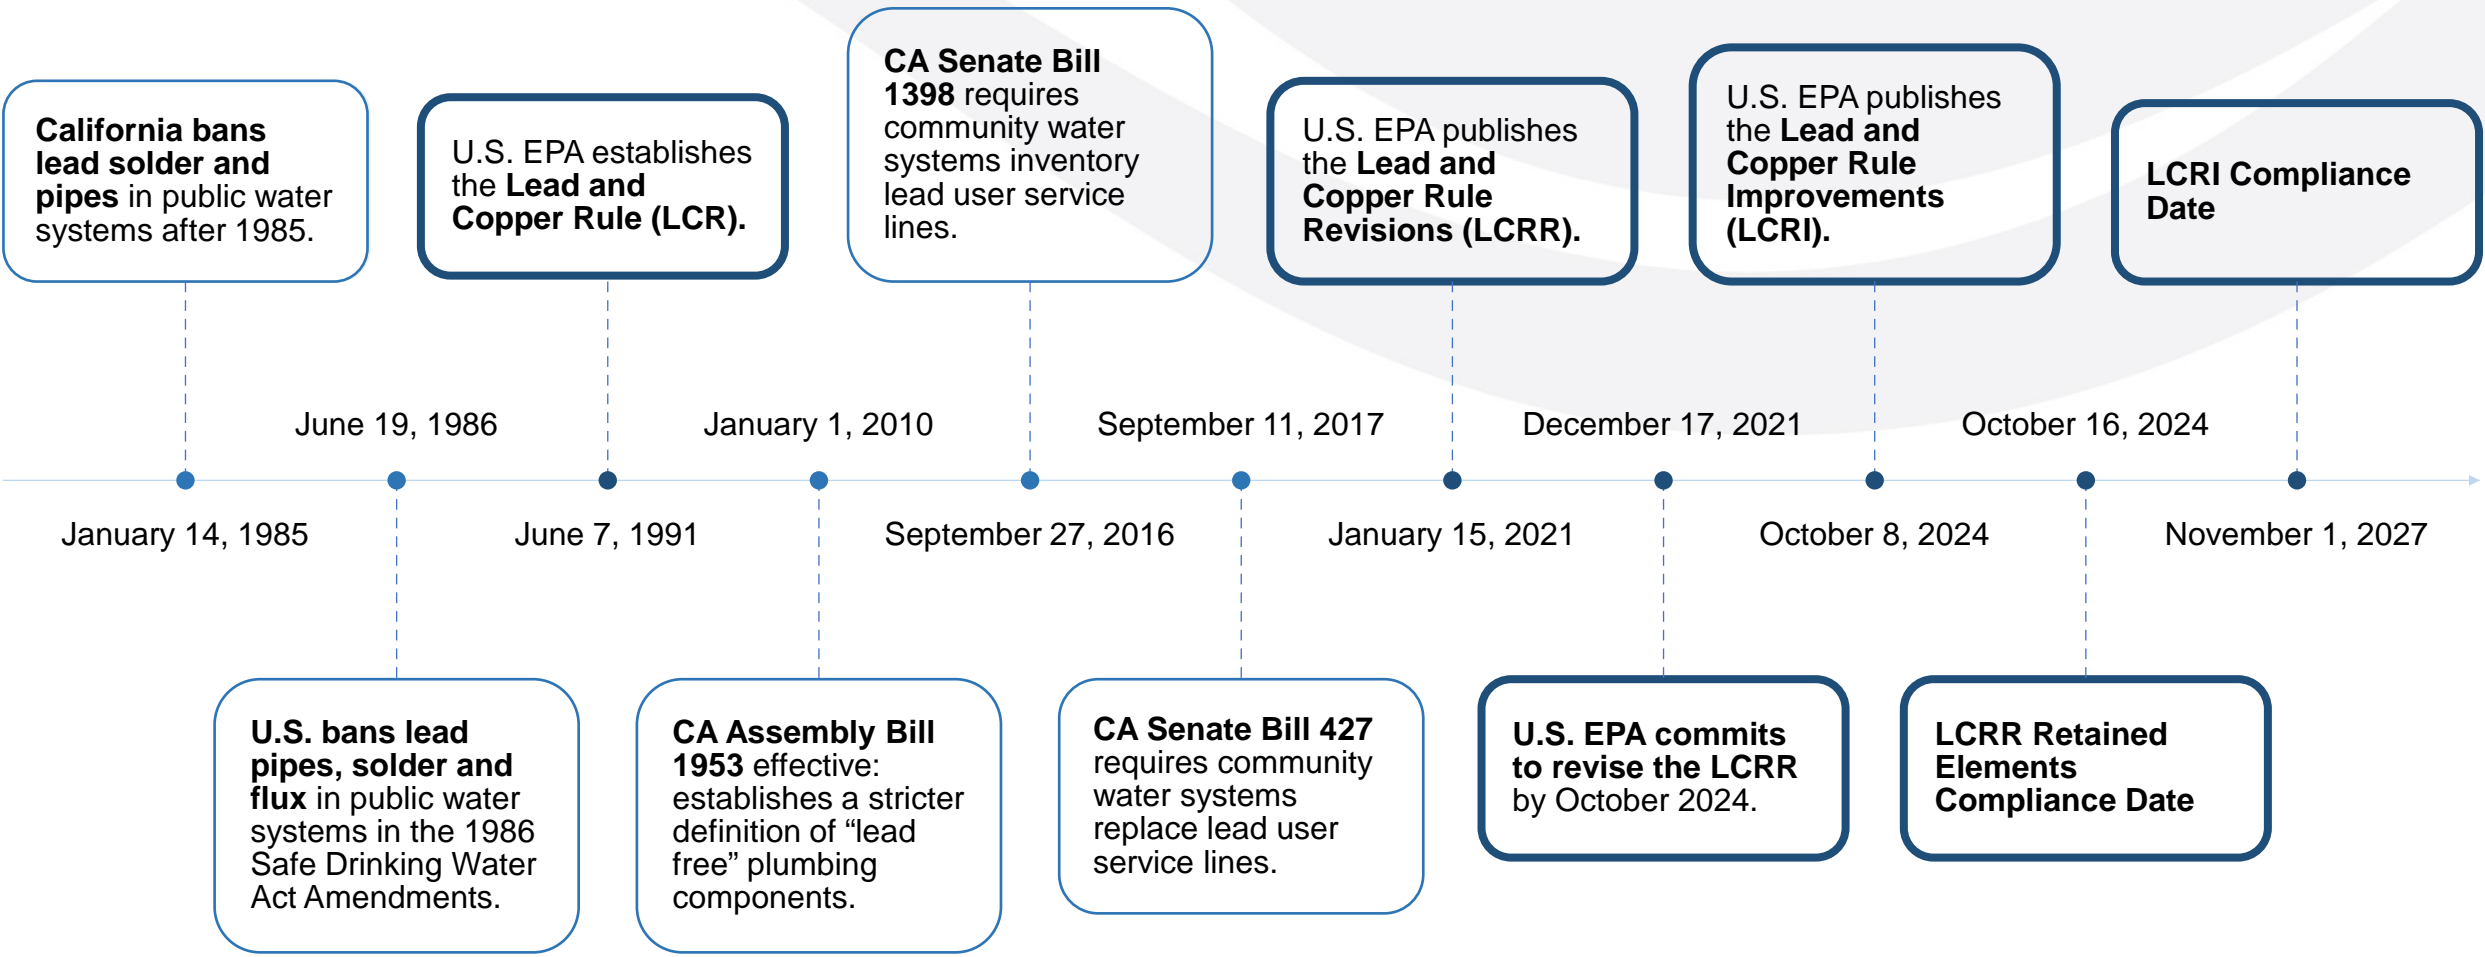 California bans
lead solder and
pipes in public water
systems after 1985.
U.S. EPA establishes
the Lead and
Copper Rule (LCR).
CA Senate Bill
1398 requires
community water
systems inventory
lead user service
lines.
U.S. EPA publishes
the Lead and
Copper Rule
Revisions (LCRR).
U.S. EPA publishes
the Lead and
Copper Rule
Improvements
(LCRI).
LCRI Compliance
Date
June 19, 1986
January 1, 2010
September 11, 2017
December 17, 2021
October 16, 2024
January 14, 1985
June 7, 1991
September 27, 2016
January 15, 2021
October 8, 2024
November 1, 2027
U.S. bans lead
pipes, solder and
flux in public water
systems in the 1986
Safe Drinking Water
Act Amendments.
CA Assembly Bill
1953 effective:
establishes a stricter
definition of “lead
free” plumbing
components.
CA Senate Bill 427
requires community
water systems
replace lead user
service lines.
U.S. EPA commits
to revise the LCRR
by October 2024.
LCRR Retained
Elements
Compliance Date